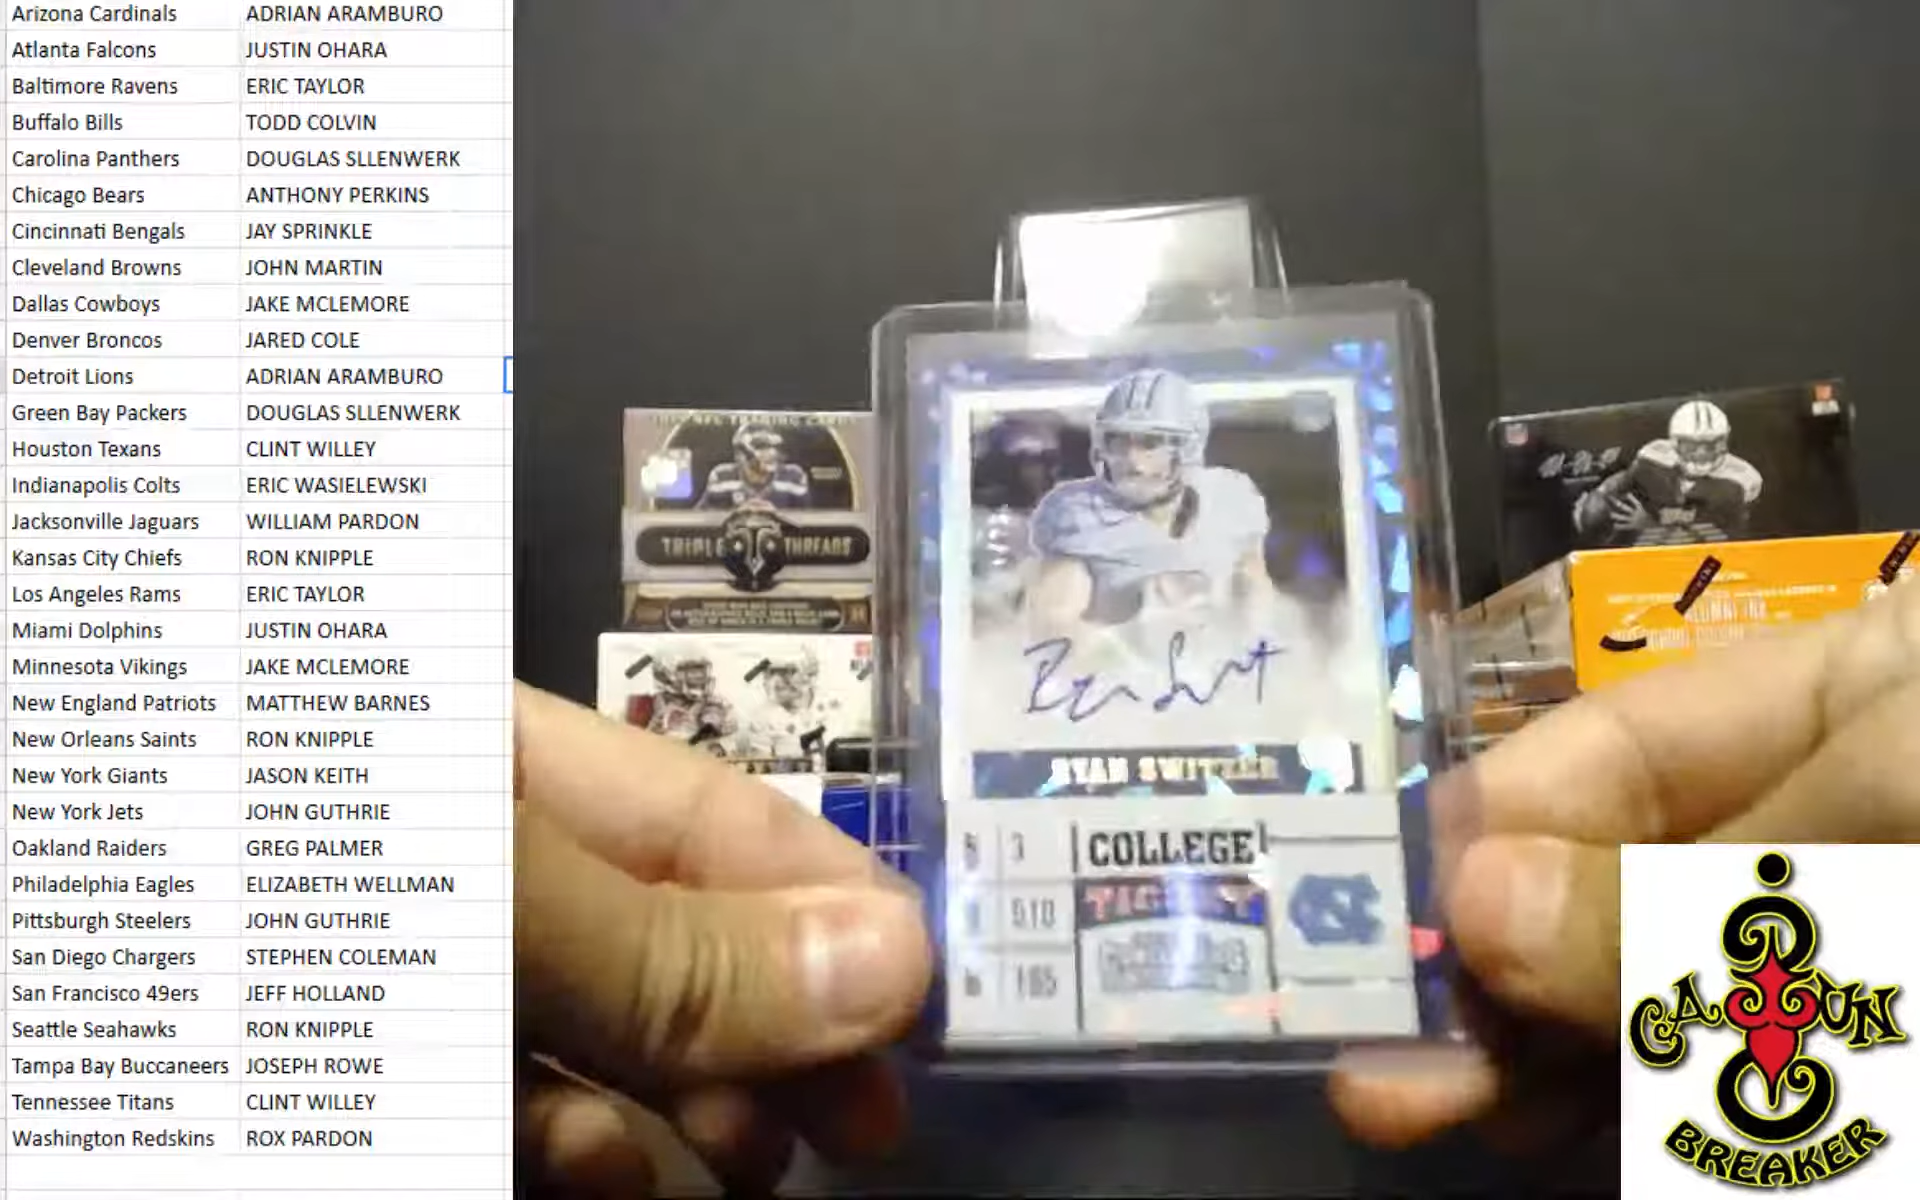 Arizona Cardinals ADRIAN ARAMBURO
Atlanta Falcons JUSTIN OHARA
Baltimore Ravens ERIC TAYLOR
Buffalo Bills TODD COLVIN
Carolina Panthers DOUGLAS SLLENWERK
Chicago Bears ANTHONY PERKINS
Cincinnati Bengals JAY SPRINKLE
Cleveland Browns JOHN MARTIN
Dallas Cowboys JAKE MCLEMORE
Denver Broncos JARED COLE
Detroit Lions ADRIAN ARAMBURO
Green Bay Packers DOUGLAS SLLENWERK
Houston Texans CLINT WILLEY
Indianapolis Colts ERIC WASIELEWSKI
Jacksonville Jaguars WILLIAM PARDON
Kansas City Chiefs RON KNIPPLE
Los Angeles Rams ERIC TAYLOR
Miami Dolphins JUSTIN OHARA
Minnesota Vikings JAKE MCLEMORE
New England Patriots MATTHEW BARNES
New Orleans Saints RON KNIPPLE
New York Giants JASON KEITH
New York Jets JOHN GUTHRIE
Oakland Raiders GREG PALMER
Philadelphia Eagles ELIZABETH WELLMAN
Pittsburgh Steelers JOHN GUTHRIE
San Diego Chargers STEPHEN COLEMAN
San Francisco 49ers JEFF HOLLAND
Seattle Seahawks RON KNIPPLE
Tampa Bay Buccaneers JOSEPH ROWE
Tennessee Titans CLINT WILLEY
Washington Redskins ROX PARDON
TRIPLE THREADS
RYAN SWITZER
3 COLLEGE
510 TICKET
185
NC
CAJUN
BREAKER